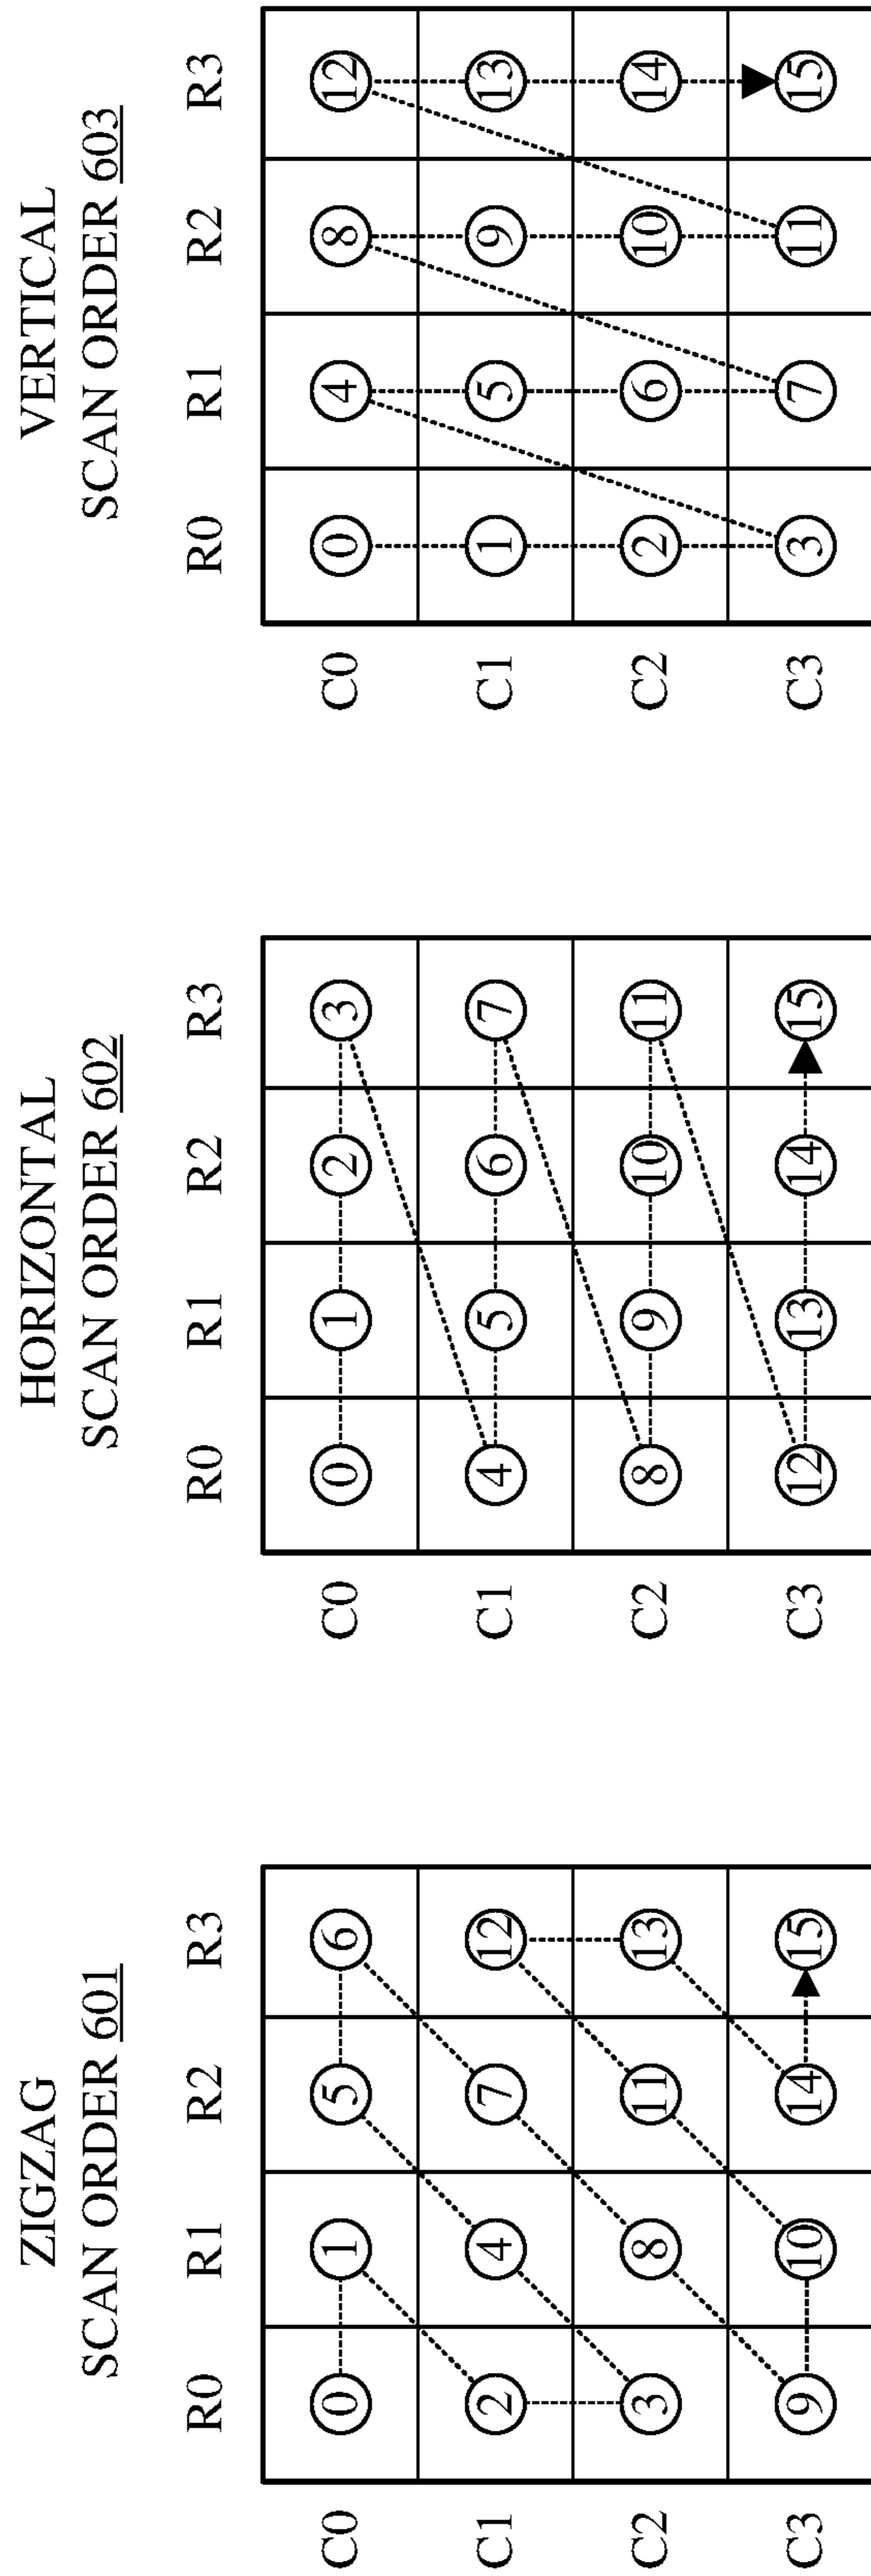 ZIGZAG
SCAN ORDER 601
R0 R1 R2 R3
C0 0 1 5 6
C1 2 4 7 12
C2 3 8 11 13
C3 9 10 14 15
HORIZONTAL
SCAN ORDER 602
R0 R1 R2 R3
C0 0 1 2 3
C1 4 5 6 7
C2 8 9 10 11
C3 12 13 14 15
VERTICAL
SCAN ORDER 603
R0 R1 R2 R3
C0 0 4 8 12
C1 1 5 9 13
C2 2 6 10 14
C3 3 7 11 15